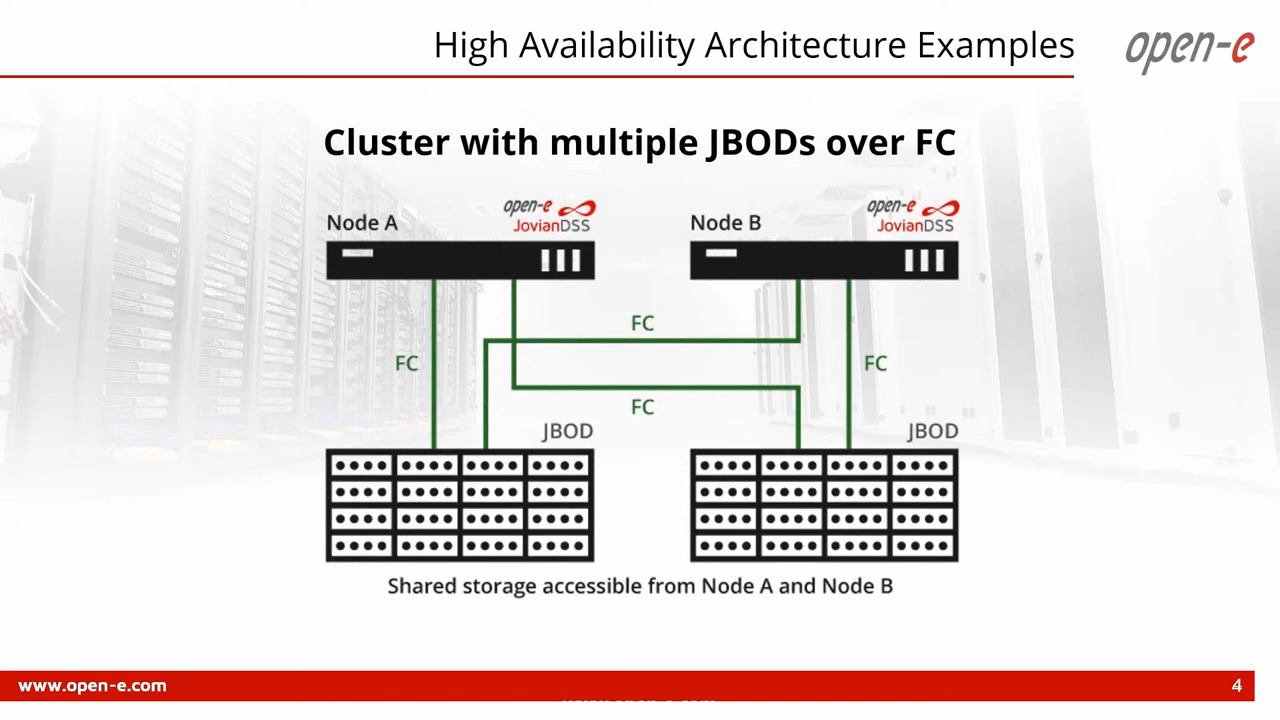 High Availability Architecture Examples
open-e
Cluster with multiple JBODs over FC
Node A
open-e
JovianDSS
Node B
open-e
JovianDSS
FC
FC
FC
FC
JBOD
JBOD
Shared storage accessible from Node A and Node B
www.open-e.com
4